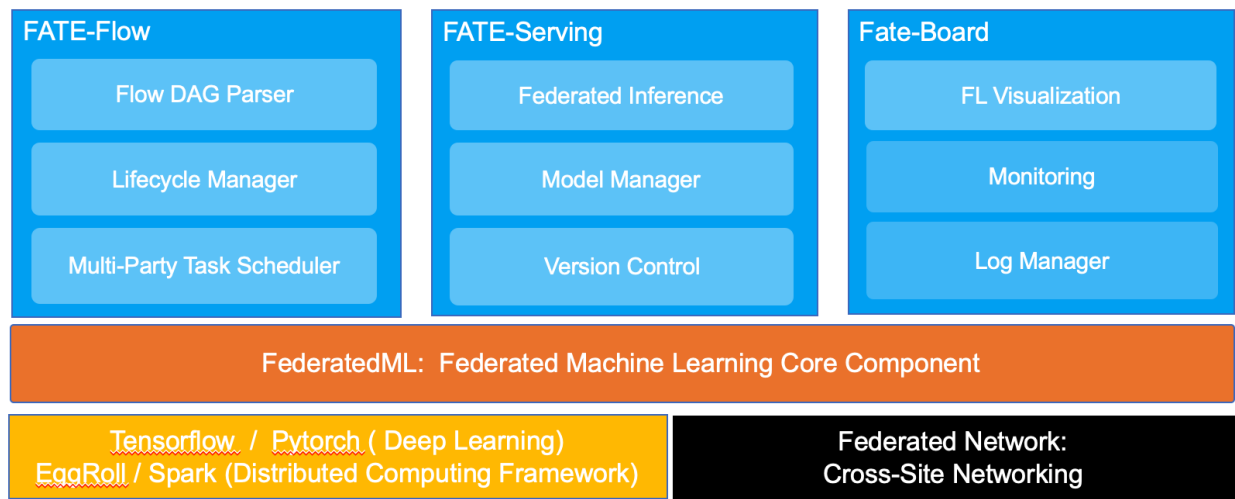 FATE-Flow
Flow DAG Parser
Lifecycle Manager
Multi-Party Task Scheduler
FATE-Serving
Federated Inference
Model Manager
Version Control
Fate-Board
FL Visualization
Monitoring
Log Manager
FederatedML:  Federated Machine Learning Core Component
Tensorflow  /  Pytorch ( Deep Learning)
EggRoll / Spark (Distributed Computing Framework)
Federated Network:
Cross-Site Networking